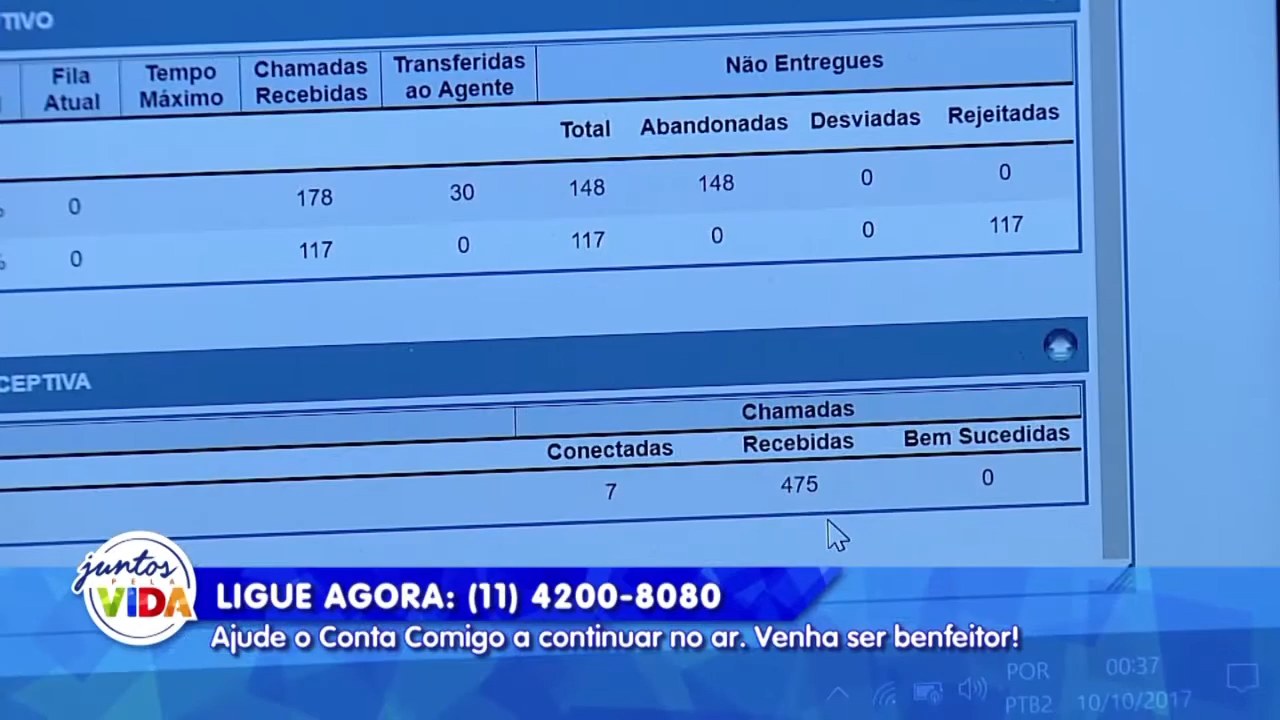 TIVO
Fila Atual
Tempo Máximo
Chamadas Recebidas
Transferidas ao Agente
Não Entregues
Total Abandonadas Desviadas Rejeitadas
0 178 30 148 148 0 0
0 117 0 117 0 0 117
CEPTIVA
Chamadas
Conectadas Recebidas Bem Sucedidas
7 475 0
juntos
PELA
VIDA
LIGUE AGORA: (11) 4200-8080
Ajude o Conta Comigo a continuar no ar. Venha ser benfeitor!
POR 00:37
PTB2 10/10/2017